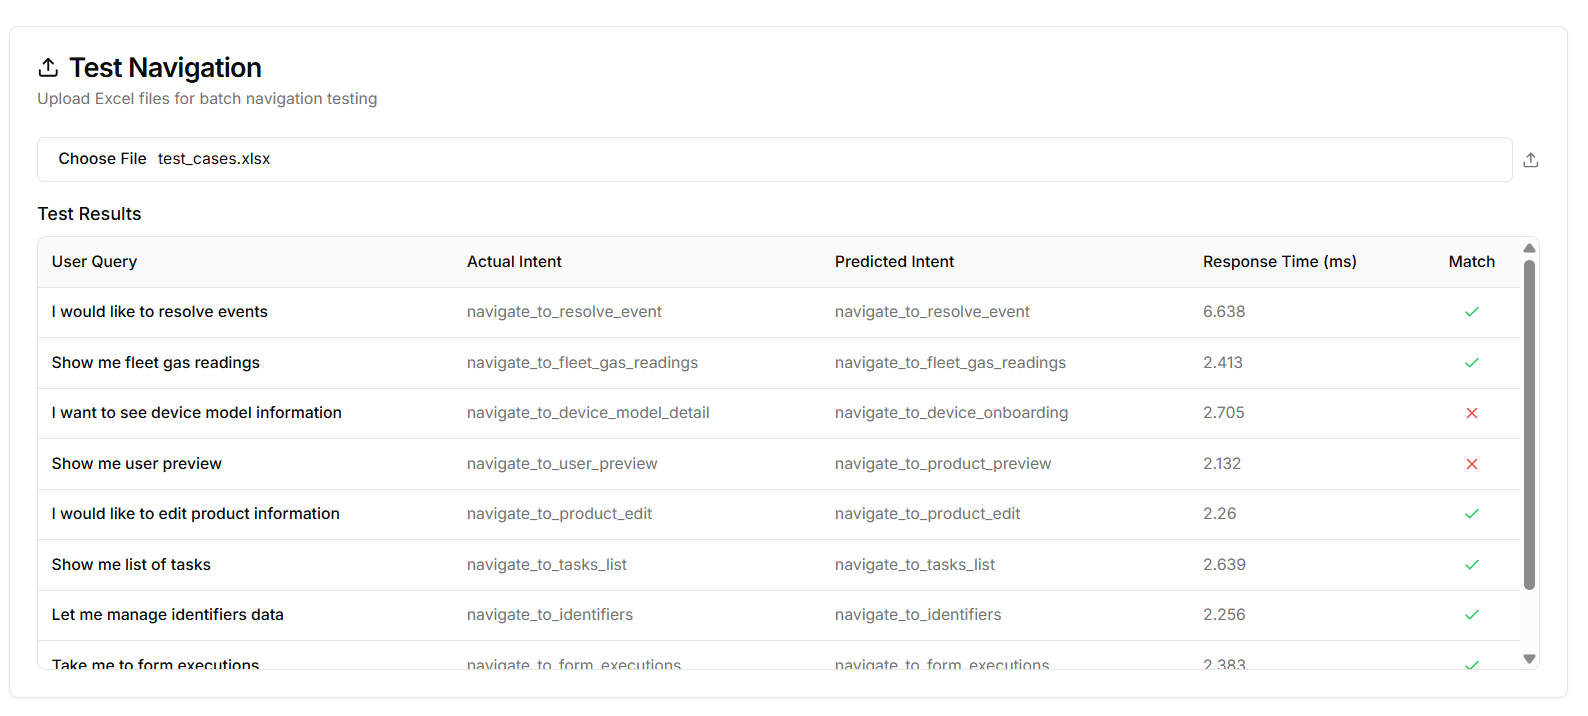 Test Navigation
Upload Excel files for batch navigation testing
Choose File test_cases.xlsx
Test Results
User Query Actual Intent Predicted Intent Response Time (ms) Match
I would like to resolve events navigate_to_resolve_event navigate_to_resolve_event 6.638
Show me fleet gas readings navigate_to_fleet_gas_readings navigate_to_fleet_gas_readings 2.413
I want to see device model information navigate_to_device_model_detail navigate_to_device_onboarding 2.705
Show me user preview navigate_to_user_preview navigate_to_product_preview 2.132
I would like to edit product information navigate_to_product_edit navigate_to_product_edit 2.26
Show me list of tasks navigate_to_tasks_list navigate_to_tasks_list 2.639
Let me manage identifiers data navigate_to_identifiers navigate_to_identifiers 2.256
Take me to form executions navigate_to_form_executions navigate_to_form_executions 2.383